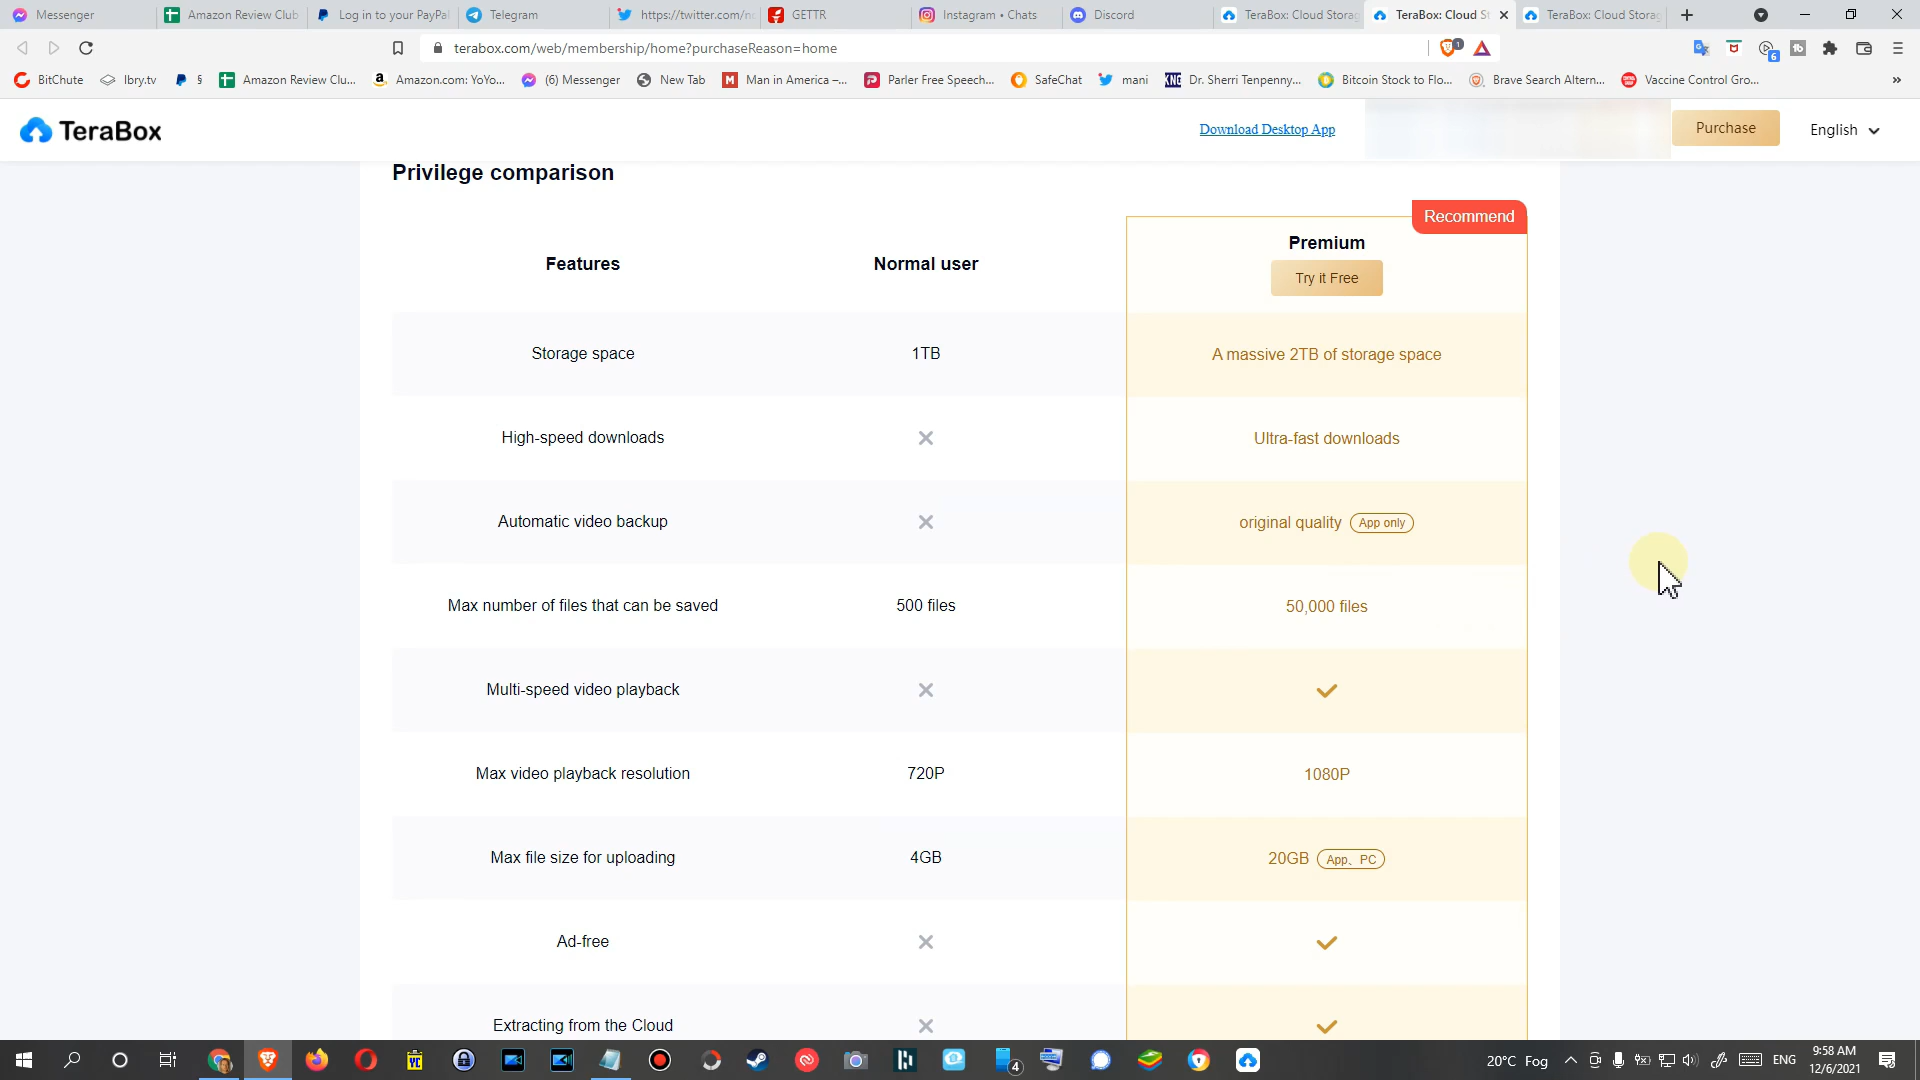 Messenger
Amazon Review Club
Log in to your PayPal
Telegram
https://twitter.com/n
GETTR
Instagram • Chats
Discord
TeraBox: Cloud Storag
TeraBox: Cloud St
TeraBox: Cloud Storag
terabox.com/web/membership/home?purchaseReason=home
1
6
BitChute
lbry.tv
§
Amazon Review Clu...
Amazon.com: YoYo...
(6) Messenger
New Tab
Man in America –...
Parler Free Speech...
SafeChat
mani
Dr. Sherri Tenpenny...
Bitcoin Stock to Flo...
Brave Search Altern...
Vaccine Control Gro...
»
TeraBox
Download Desktop App
Purchase
English
Privilege comparison
Recommend
Features
Normal user
Premium
Try it Free
Storage space
1TB
A massive 2TB of storage space
High-speed downloads
Ultra-fast downloads
Automatic video backup
original quality App only
Max number of files that can be saved
500 files
50,000 files
Multi-speed video playback
Max video playback resolution
720P
1080P
Max file size for uploading
4GB
20GB App、PC
Ad-free
Extracting from the Cloud
4
20°C Fog
ENG
9:58 AM
12/6/2021